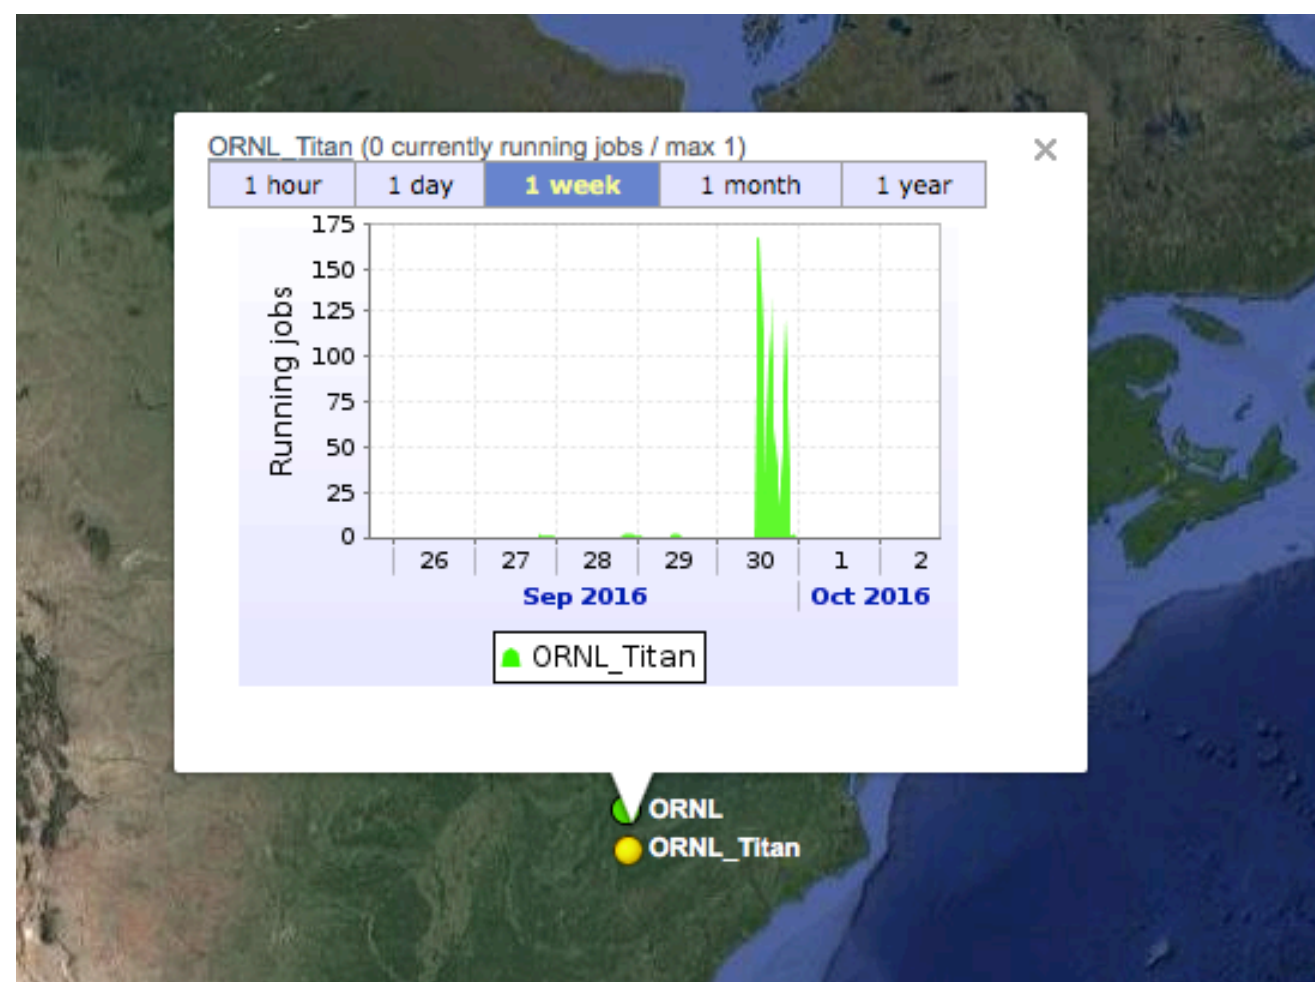 ORNL_Titan (0 currently running jobs / max 1)
1 hour 1 day 1 week 1 month 1 year
175
150
125
100
75
50
25
0
Running jobs
26 27 28 29 30 1 2
Sep 2016 Oct 2016
ORNL_Titan
ORNL
ORNL_Titan